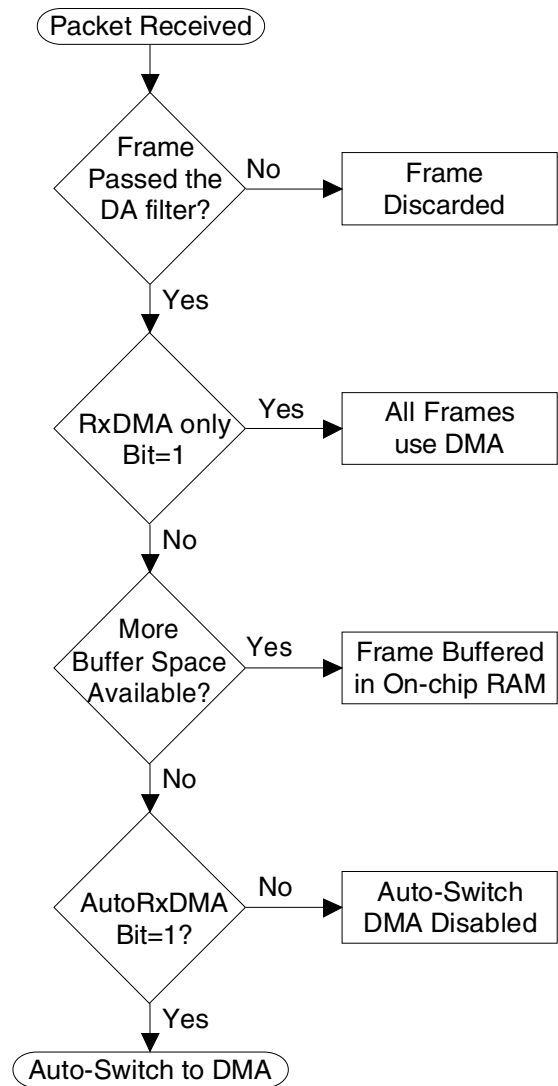 Packet Received
Frame
Passed the
DA filter?
No
Frame
Discarded
Yes
RxDMA only
Bit=1
Yes
All Frames
use DMA
No
More
Buffer Space
Available?
Yes
Frame Buffered
in On-chip RAM
No
AutoRxDMA
Bit=1?
No
Auto-Switch
DMA Disabled
Yes
Auto-Switch to DMA